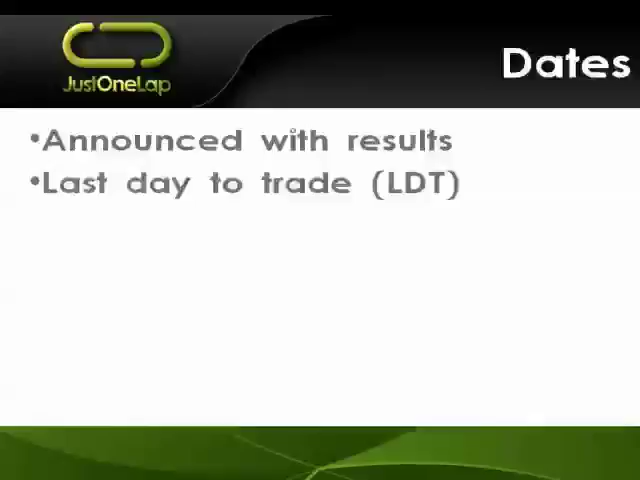 JustOneLap
Dates
•Announced with results
•Last day to trade (LDT)